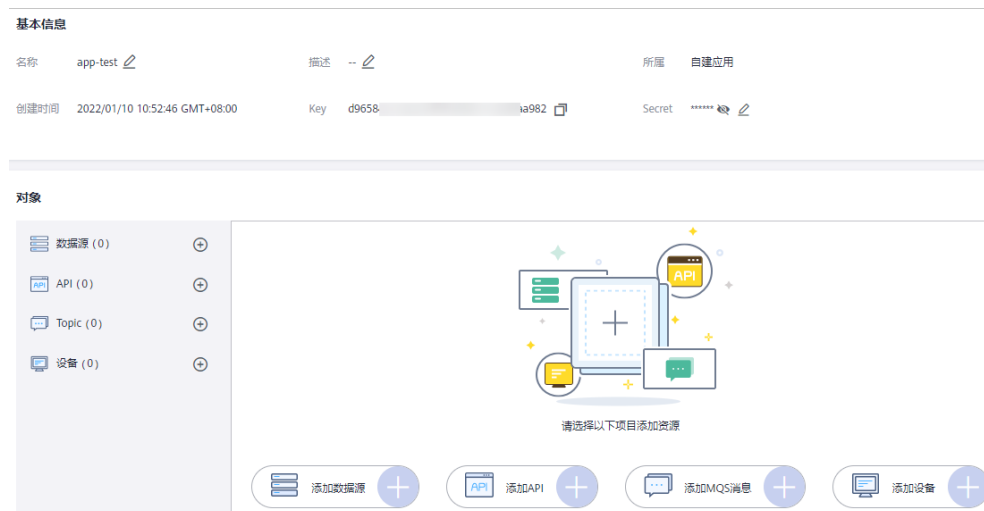 基本信息
名称 app-test 描述 -- 所属 自建应用
创建时间 2022/01/10 10:52:46 GMT+08:00 Key d9658 a982 Secret ******
对象
数据源 (0)
API (0)
Topic (0)
设备 (0)
API
请选择以下项目添加资源
添加数据源 API 添加API 添加MQS消息 添加设备